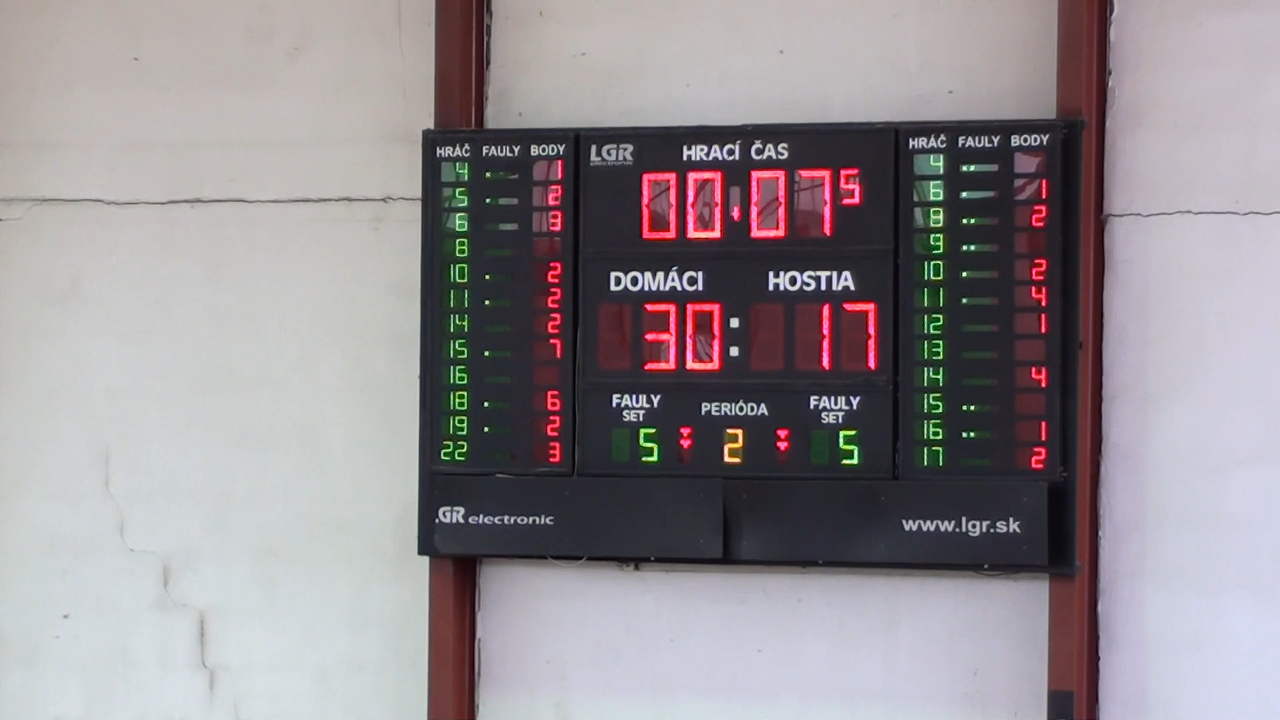 HRÁČ FAULY BODY
4 1
5 2
6 3
8
10 2
11 2
14 2
15 7
16
18 6
19 2
22 3
LGR
electronic
HRACÍ ČAS
00:07 5
DOMÁCI HOSTIA
30:17
FAULY SET PERIÓDA FAULY SET
5 2 5
HRÁČ FAULY BODY
4
6 1
8 2
9
10 2
11 4
12 1
13
14 4
15
16 1
17 2
.GR electronic
www.lgr.sk